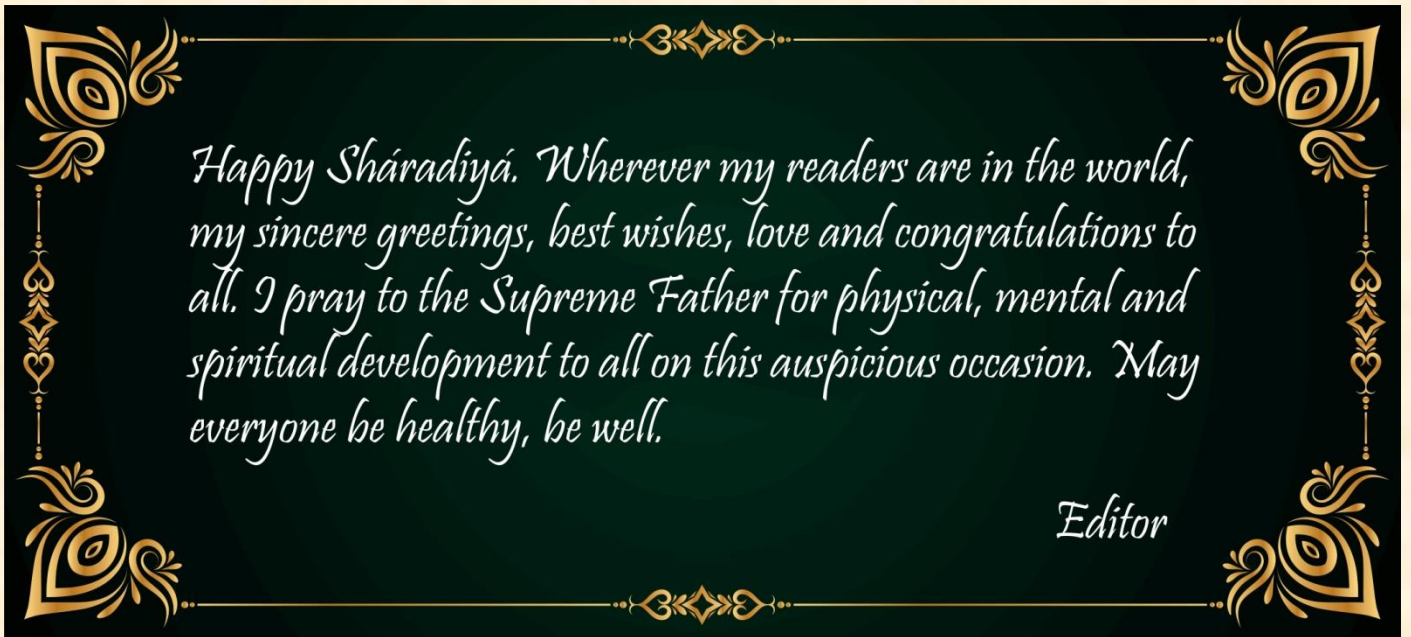 Happy Sháradiyá. Wherever my readers are in the world,
my sincere greetings, best wishes, love and congratulations to
all. I pray to the Supreme Father for physical, mental and
spiritual development to all on this auspicious occasion. May
everyone be healthy, be well.
Editor